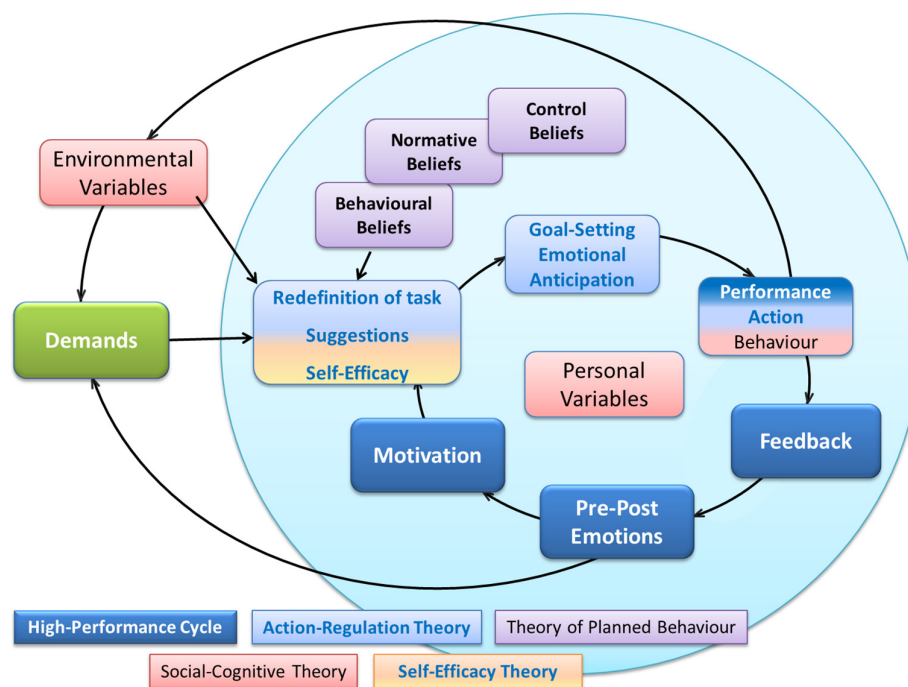 Control
Beliefs
Normative
Beliefs
Behavioural
Beliefs
Environmental
Variables
Goal-Setting
Emotional
Anticipation
Redefinition of task
Suggestions
Self-Efficacy
Performance
Action
Behaviour
Demands
Personal
Variables
Motivation
Feedback
Pre-Post
Emotions
High-Performance Cycle
Action-Regulation Theory
Theory of Planned Behaviour
Social-Cognitive Theory
Self-Efficacy Theory